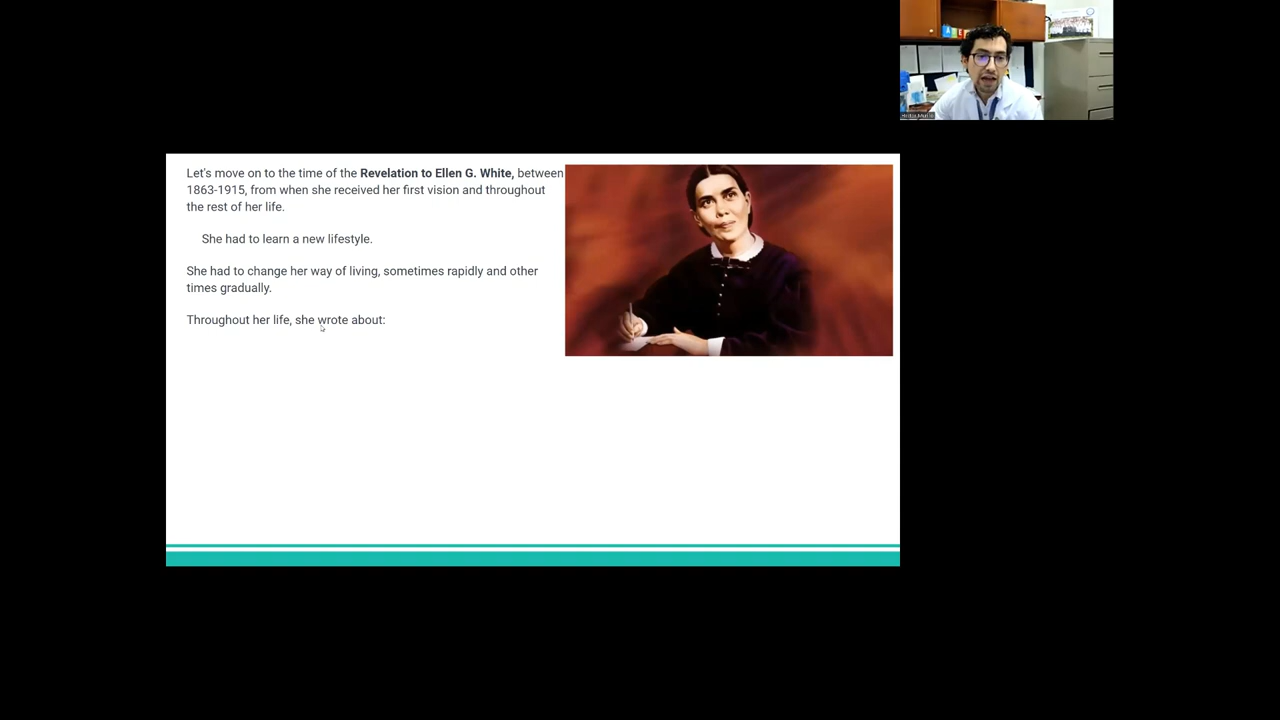 Let's move on to the time of the Revelation to Ellen G. White, between
1863-1915, from when she received her first vision and throughout
the rest of her life.
She had to learn a new lifestyle.
She had to change her way of living, sometimes rapidly and other
times gradually.
Throughout her life, she wrote about: